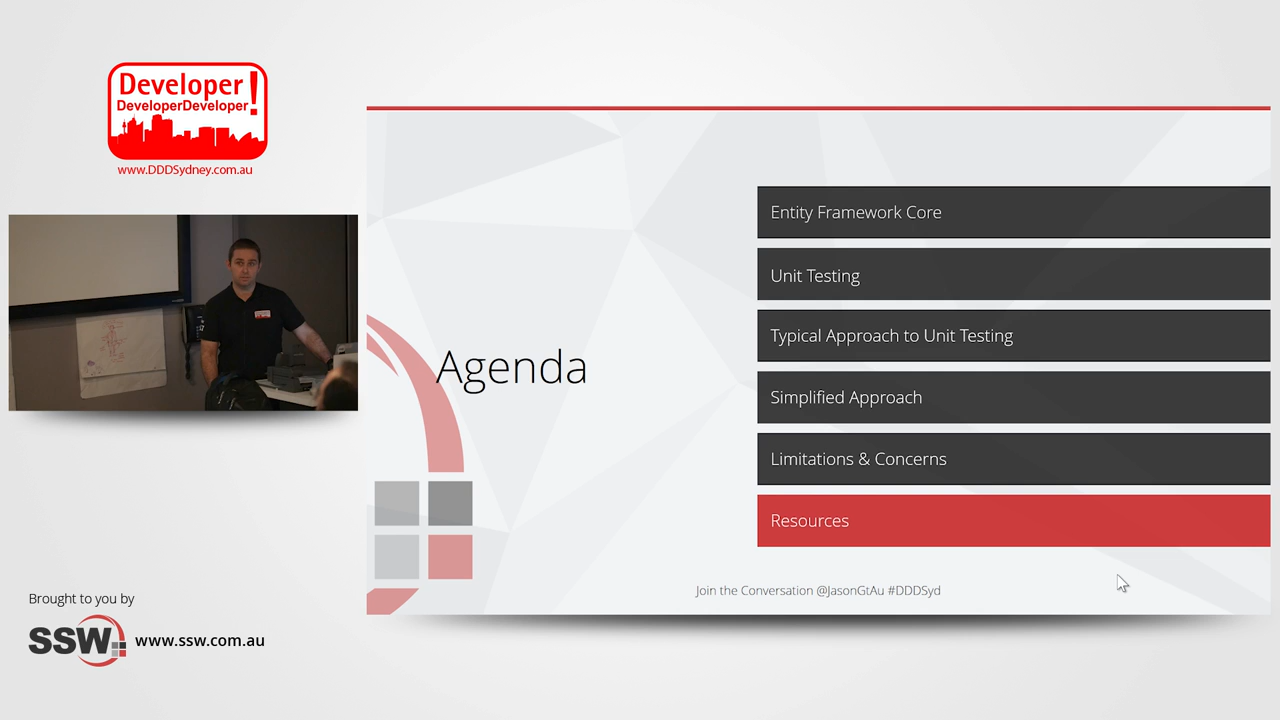 Developer!
DeveloperDeveloper
www.DDDSydney.com.au
Agenda
Entity Framework Core
Unit Testing
Typical Approach to Unit Testing
Simplified Approach
Limitations & Concerns
Resources
Join the Conversation @JasonGtAu #DDDSyd
Brought to you by
SSW
www.ssw.com.au